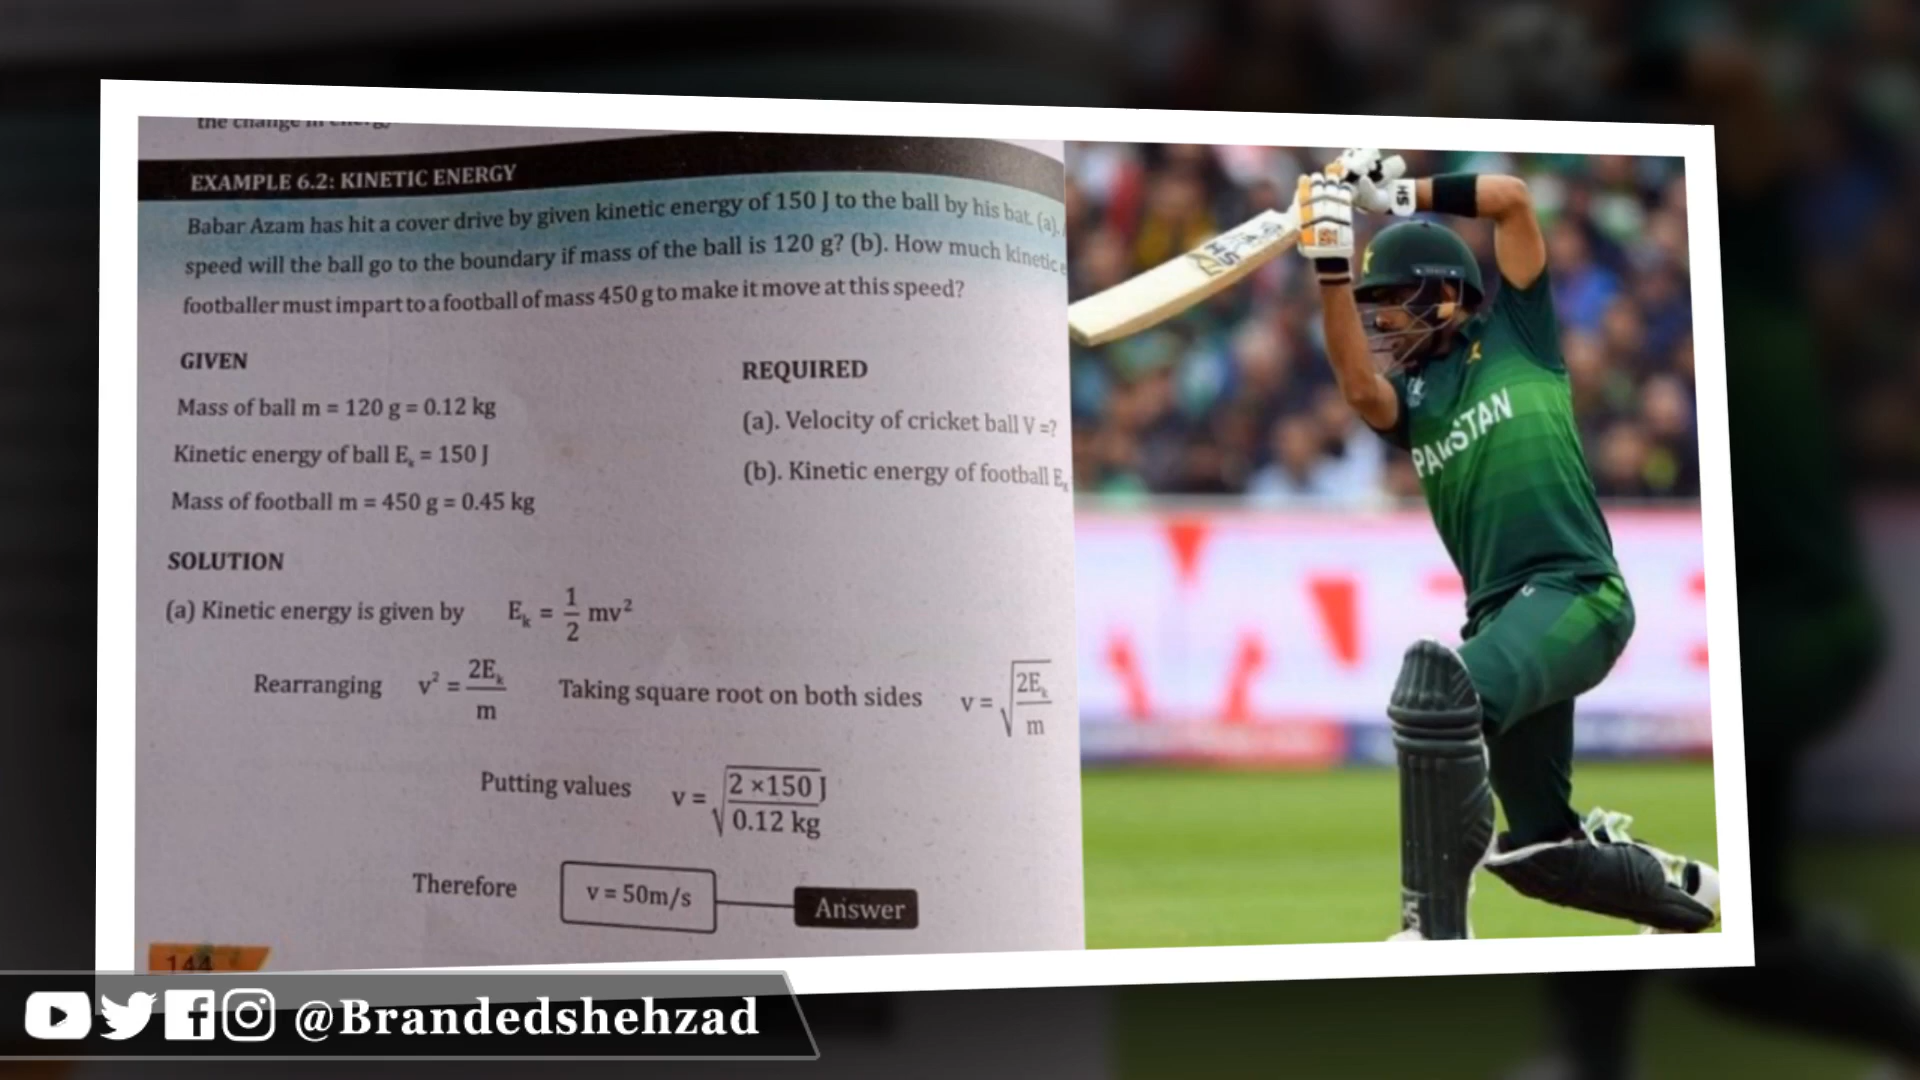 the change in energy
EXAMPLE 6.2: KINETIC ENERGY
Babar Azam has hit a cover drive by given kinetic energy of 150 J to the ball by his bat. (a).
speed will the ball go to the boundary if mass of the ball is 120 g? (b). How much kinetic e
footballer must impart to a football of mass 450 g to make it move at this speed?
GIVEN
Mass of ball m = 120 g = 0.12 kg
Kinetic energy of ball Eₖ = 150 J
Mass of football m = 450 g = 0.45 kg
REQUIRED
(a). Velocity of cricket ball V =?
(b). Kinetic energy of football Eₖ
SOLUTION
(a) Kinetic energy is given by Eₖ = 1/2 mv²
Rearranging v² = 2Eₖ/m Taking square root on both sides v = √(2Eₖ/m)
Putting values v = √(2 ×150 J/0.12 kg)
Therefore v = 50m/s Answer
144
HS
HS
PAKISTAN
@Brandedshehzad